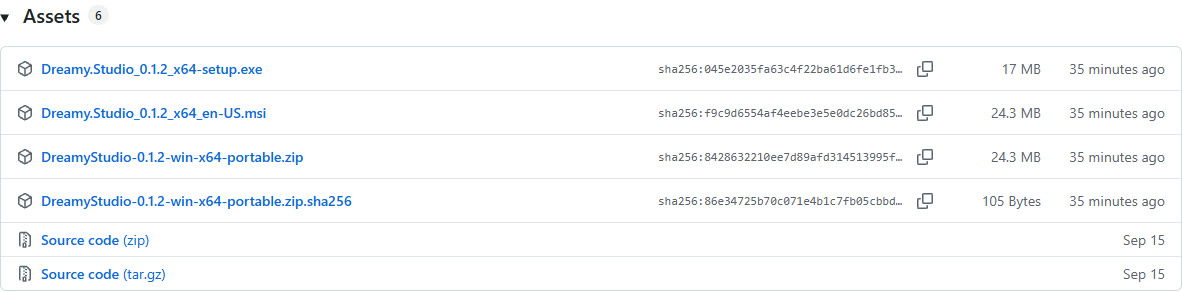 Assets 6
Dreamy.Studio_0.1.2_x64-setup.exe sha256:045e2035fa63c4f22ba61d6fe1fb3… 17 MB 35 minutes ago
Dreamy.Studio_0.1.2_x64_en-US.msi sha256:f9c9d6554af4eebe3e5e0dc26bd85… 24.3 MB 35 minutes ago
DreamyStudio-0.1.2-win-x64-portable.zip sha256:8428632210ee7d89afd314513995f… 24.3 MB 35 minutes ago
DreamyStudio-0.1.2-win-x64-portable.zip.sha256 sha256:86e34725b70c071e4b1c7fb05cbbd… 105 Bytes 35 minutes ago
Source code (zip) Sep 15
Source code (tar.gz) Sep 15